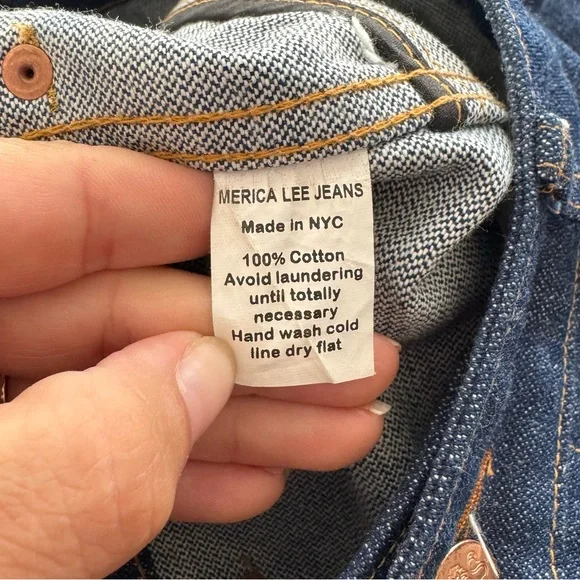 MERICA LEE JEANS
Made in NYC
100% Cotton
Avoid laundering
until totally
necessary
Hand wash cold
line dry flat